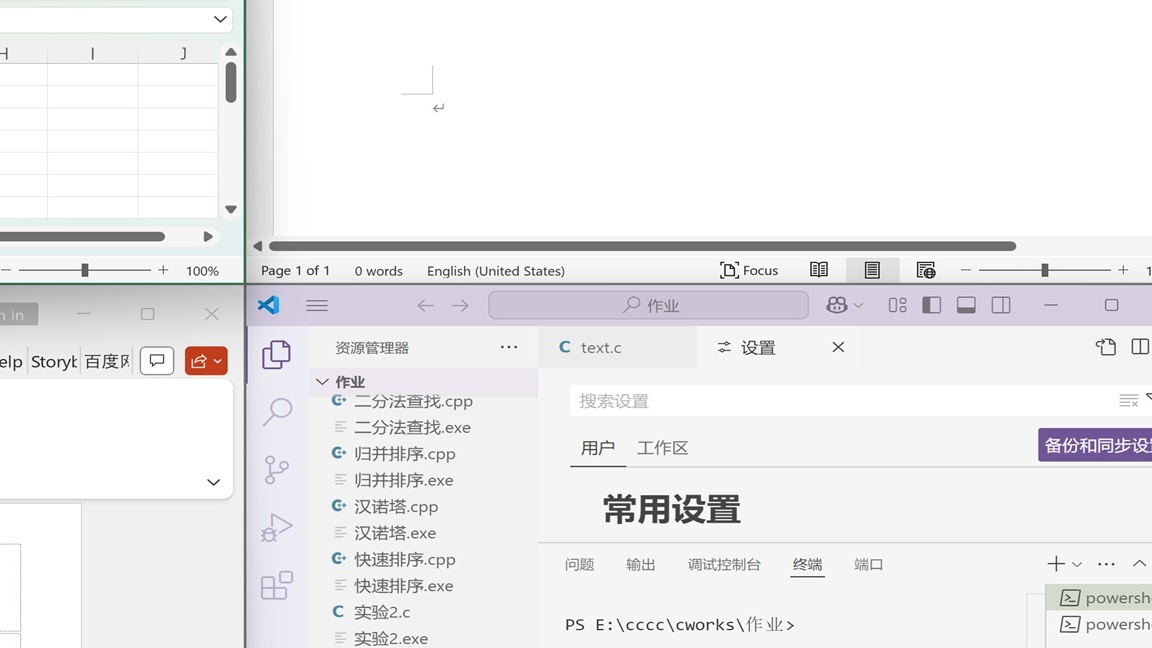 H I J
100%
Page 1 of 1 0 words English (United States) Focus
n in
elp Storyb 百度网
作业
资源管理器 ···
C text.c 设置
作业
搜索设置
二分法查找.cpp
二分法查找.exe
归并排序.cpp
归并排序.exe
汉诺塔.cpp
汉诺塔.exe
快速排序.cpp
快速排序.exe
C 实验2.c
实验2.exe
用户 工作区
备份和同步设置
常用设置
问题 输出 调试控制台 终端 端口
PS E:\cccc\cworks\作业>
powershe
powershe